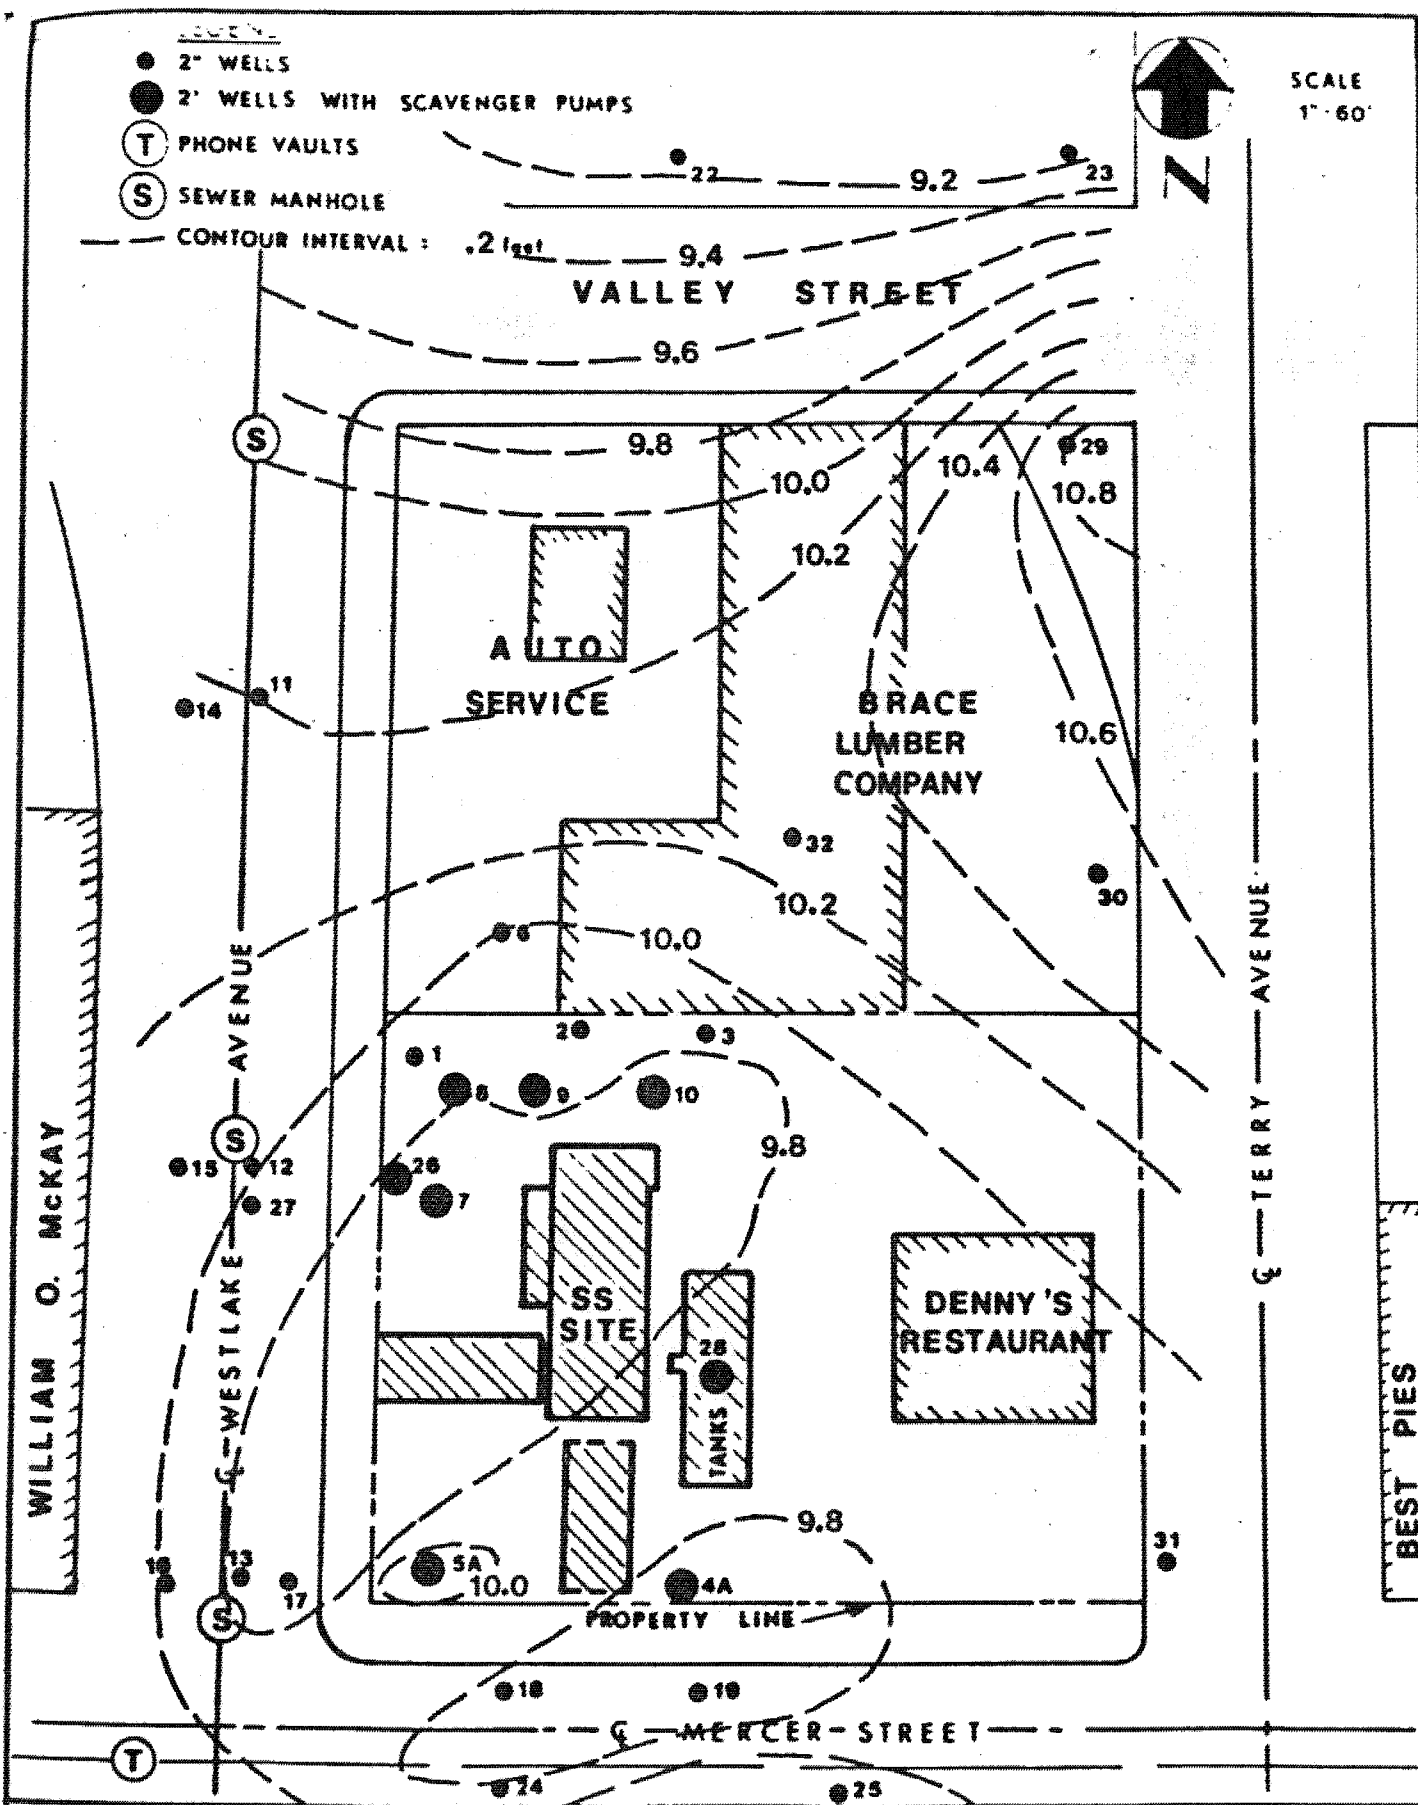 2" WELLS
2' WELLS WITH SCAVENGER PUMPS
T PHONE VAULTS
S SEWER MANHOLE
CONTOUR INTERVAL : .2 feet
N
SCALE
1"-60'
22
23
9.2
9.4
VALLEY STREET
9.6
S
9.8
10.0
10.4
29
10.8
10.2
AUTO
SERVICE
11
14
BRACE
LUMBER
COMPANY
10.6
32
30
10.2
6
10.0
AVENUE
2
3
1
8
9
10
9.8
S
15
12
26
7
27
WILLIAM O. McKAY
℄ WESTLAKE
SS
SITE
28
TANKS
DENNY'S
RESTAURANT
℄ TERRY AVENUE
BEST PIES
9.8
31
16
13
17
5A
10.0
4A
S
PROPERTY LINE
18
19
℄ MERCER STREET
T
24
25